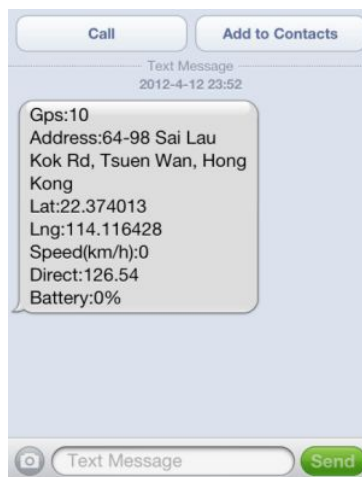 Call
Add to Contacts
Text Message
2012-4-12 23:52
Gps:10
Address:64-98 Sai Lau
Kok Rd, Tsuen Wan, Hong
Kong
Lat:22.374013
Lng:114.116428
Speed(km/h):0
Direct:126.54
Battery:0%
Text Message
Send